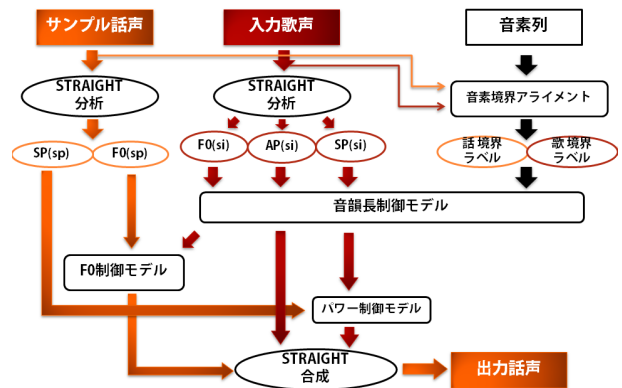 サンプル話声
入力歌声
音素列
STRAIGHT
分析
STRAIGHT
分析
音素境界アライメント
SP(sp)
F0(sp)
F0(si)
AP(si)
SP(si)
話 境界
ラベル
歌 境界
ラベル
音韻長制御モデル
F0制御モデル
パワー制御モデル
STRAIGHT
合成
出力話声